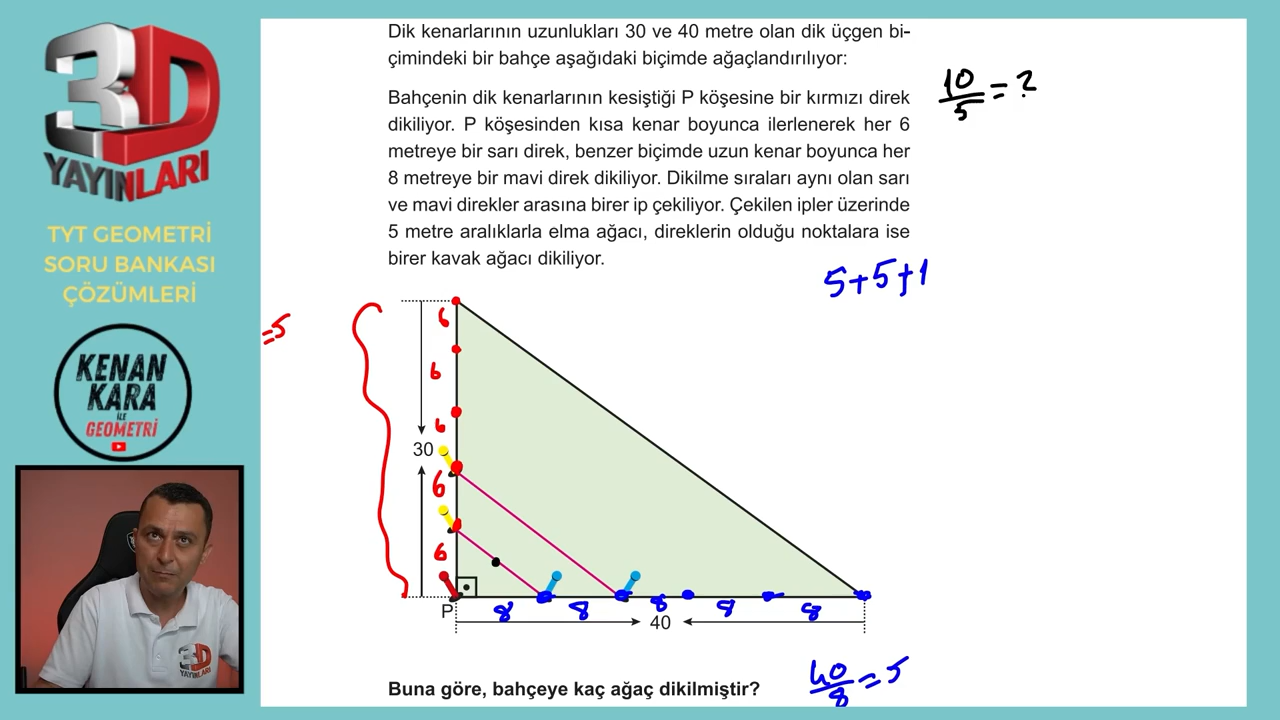 3D
YAYINLARI
TYT GEOMETRİ
SORU BANKASI
ÇÖZÜMLERİ
KENAN
KARA
İLE
GEOMETRİ
3D
YAYINLARI
Dik kenarlarının uzunlukları 30 ve 40 metre olan dik üçgen bi-
çimindeki bir bahçe aşağıdaki biçimde ağaçlandırılıyor:
Bahçenin dik kenarlarının kesiştiği P köşesine bir kırmızı direk
dikiliyor. P köşesinden kısa kenar boyunca ilerlenerek her 6
metreye bir sarı direk, benzer biçimde uzun kenar boyunca her
8 metreye bir mavi direk dikiliyor. Dikilme sıraları aynı olan sarı
ve mavi direkler arasına birer ip çekiliyor. Çekilen ipler üzerinde
5 metre aralıklarla elma ağacı, direklerin olduğu noktalara ise
birer kavak ağacı dikiliyor.
10/5 = ?
5+5+1
=5
6
6
6
30
6
6
P
8 8 8 8 8
40
Buna göre, bahçeye kaç ağaç dikilmiştir?
40/8 = 5